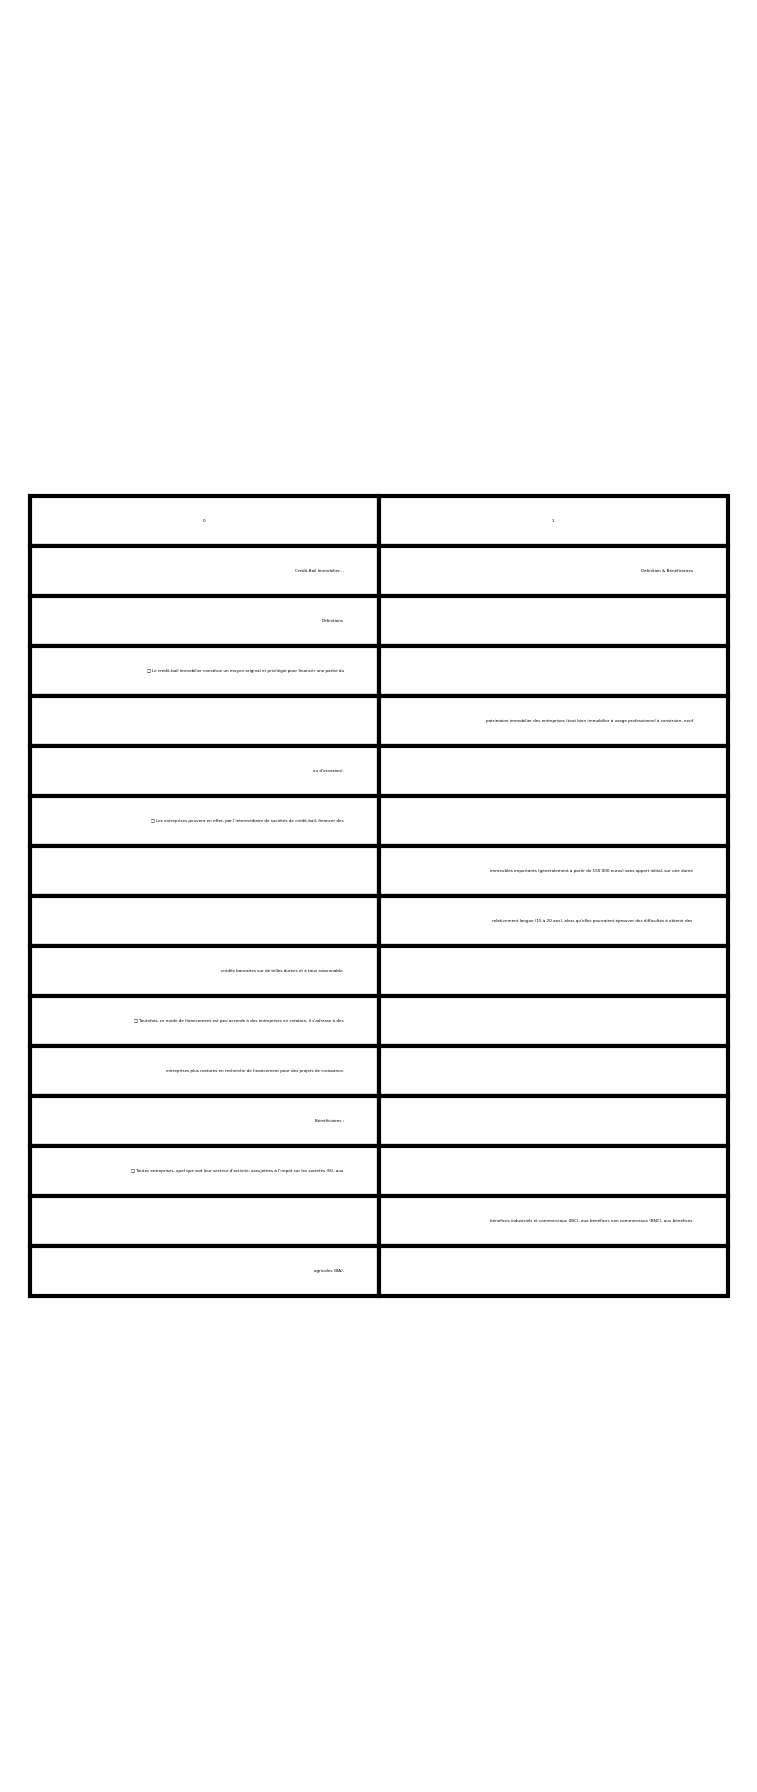 0 1
Crédit-Bail Immobilier... Définition & Bénéficiaires
Définitions
❑ Le crédit-bail immobilier constitue un moyen original et privilégié pour financer une partie du
patrimoine immobilier des entreprises (tout bien immobilier à usage professionnel à construire, neuf
ou d'occasion).
❑ Les entreprises peuvent en effet, par l'intermédiaire de sociétés de crédit-bail, financer des
immeubles importants (généralement à partir de 150 000 euros) sans apport initial, sur une durée
relativement longue (15 à 20 ans), alors qu'elles pourraient éprouver des difficultés à obtenir des
crédits bancaires sur de telles durées et à taux raisonnable.
❑ Toutefois, ce mode de financement est peu accordé à des entreprises en création. Il s'adresse à des
entreprises plus matures en recherche de financement pour des projets de croissance.
Bénéficiaires :
❑ Toutes entreprises, quel que soit leur secteur d'activité, assujetties à l'impôt sur les sociétés (IS), aux
bénéfices industriels et commerciaux (BIC), aux bénéfices non commerciaux (BNC), aux bénéfices
agricoles (BA).